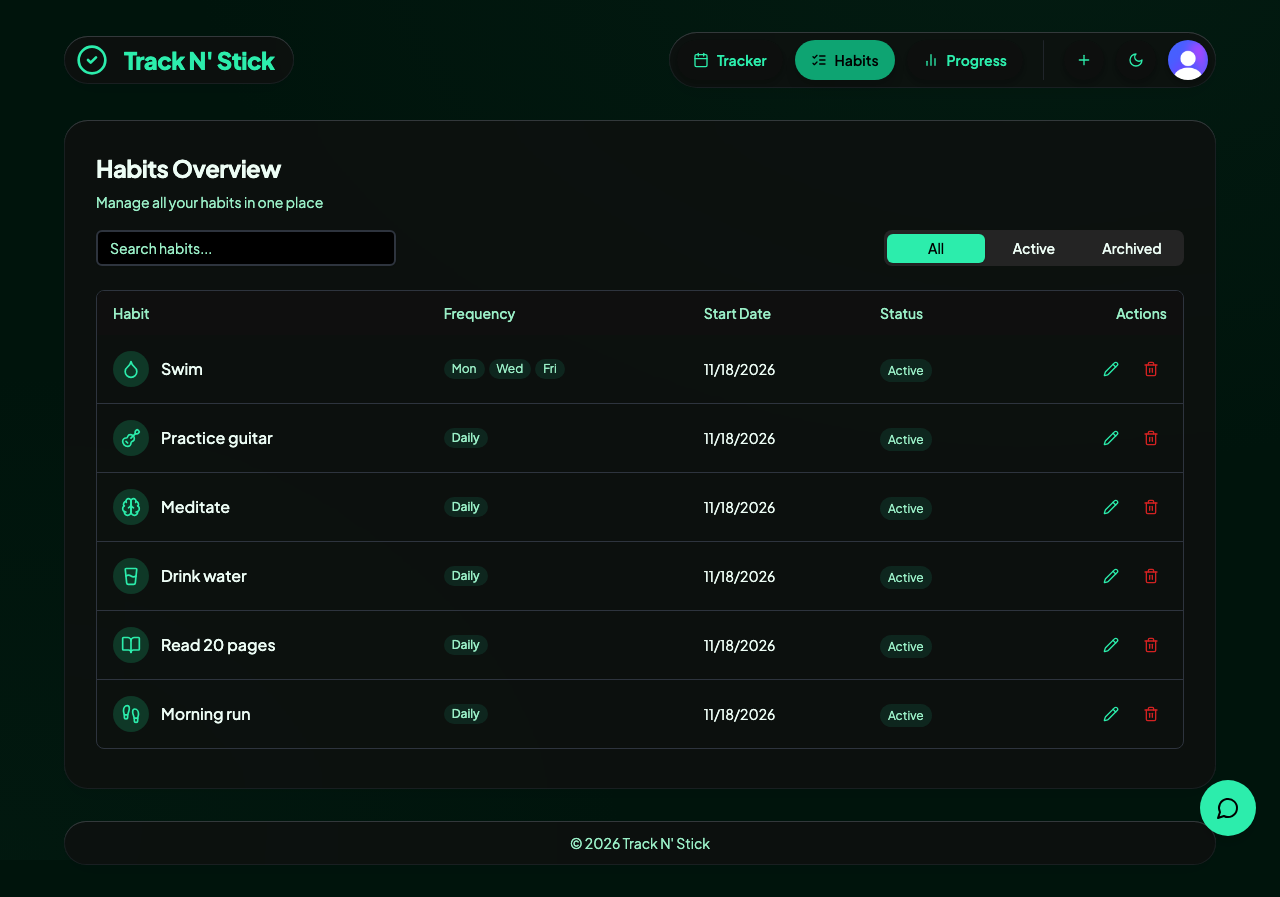 Track N' Stick
Tracker Habits Progress
Habits Overview
Manage all your habits in one place
Search habits...
All Active Archived
Habit Frequency Start Date Status Actions
Swim Mon Wed Fri 11/18/2026 Active
Practice guitar Daily 11/18/2026 Active
Meditate Daily 11/18/2026 Active
Drink water Daily 11/18/2026 Active
Read 20 pages Daily 11/18/2026 Active
Morning run Daily 11/18/2026 Active
© 2026 Track N' Stick